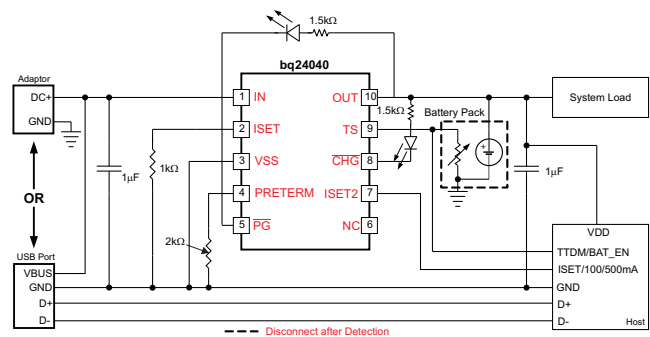 1.5kΩ
bq24040
Adaptor
DC+
GND
OR
USB Port
VBUS
GND
D+
D-
1μF
1kΩ
2kΩ
1 IN
2 ISET
3 VSS
4 PRETERM
5 PG
OUT 10
TS 9
CHG 8
ISET2 7
NC 6
1.5kΩ
Battery Pack
+
1μF
System Load
VDD
TTDM/BAT_EN
ISET/100/500mA
GND
D+
D-
Host
Disconnect after Detection